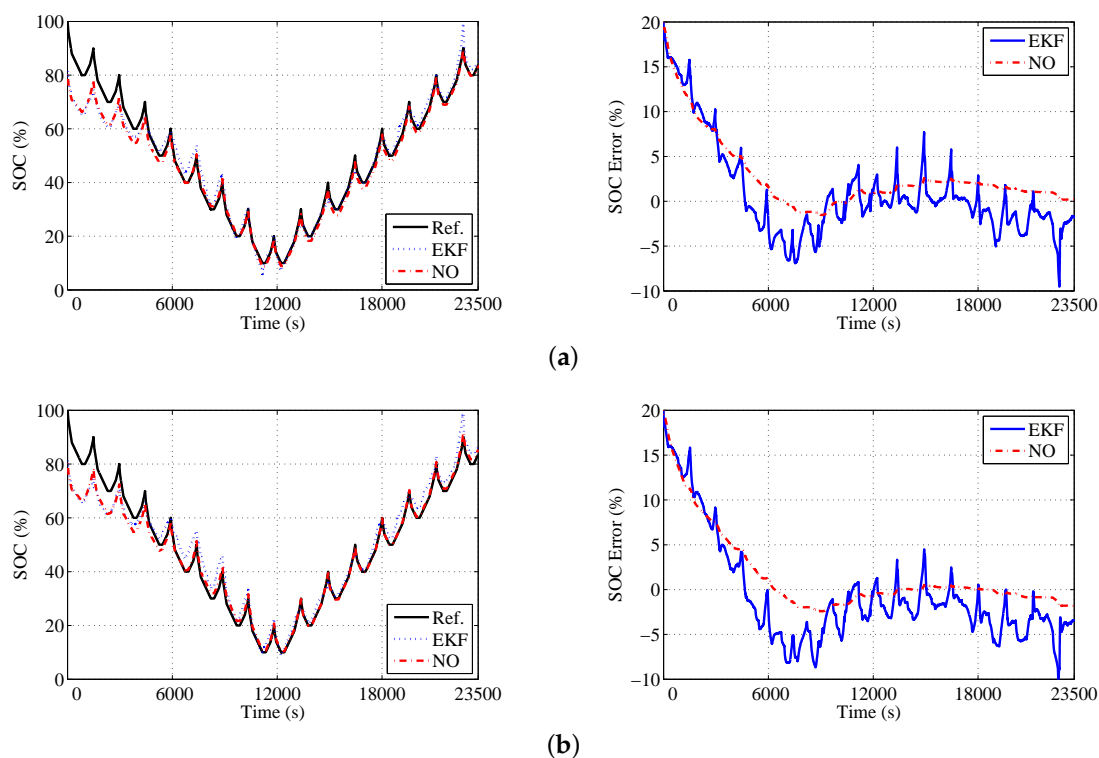 100
80
60
40
20
0
SOC (%)
Ref.
EKF
NO
0 6000 12000 18000 23500
Time (s)
20
15
10
5
0
−5
−10
SOC Error (%)
EKF
NO
0 6000 12000 18000 23500
Time (s)
(a)
100
80
60
40
20
0
SOC (%)
Ref.
EKF
NO
0 6000 12000 18000 23500
Time (s)
20
15
10
5
0
−5
−10
SOC Error (%)
EKF
NO
0 6000 12000 18000 23500
Time (s)
(b)